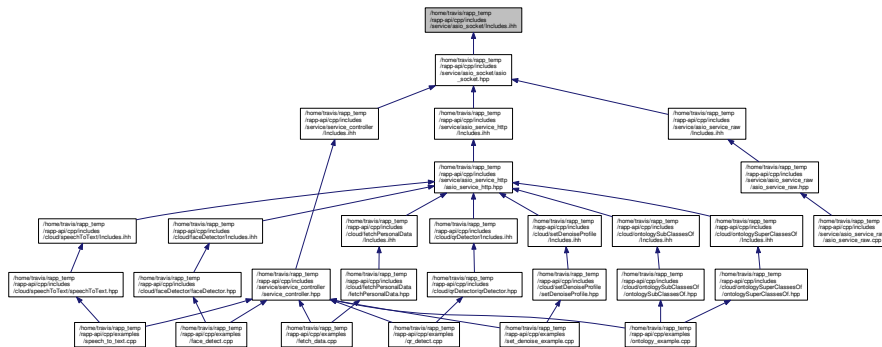 /home/travis/rapp_temp
/rapp-api/cpp/includes
/service/asio_socket/Includes.ihh
/home/travis/rapp_temp
/rapp-api/cpp/includes
/service/asio_socket/asio
_socket.hpp
/home/travis/rapp_temp
/rapp-api/cpp/includes
/service/service_controller
/Includes.ihh
/home/travis/rapp_temp
/rapp-api/cpp/includes
/service/asio_service_http
/Includes.ihh
/home/travis/rapp_temp
/rapp-api/cpp/includes
/service/asio_service_raw
/Includes.ihh
/home/travis/rapp_temp
/rapp-api/cpp/includes
/service/asio_service_http
/asio_service_http.hpp
/home/travis/rapp_temp
/rapp-api/cpp/includes
/service/asio_service_raw
/asio_service_raw.hpp
/home/travis/rapp_temp
/rapp-api/cpp/includes
/cloud/speechToText/Includes.ihh
/home/travis/rapp_temp
/rapp-api/cpp/includes
/cloud/faceDetector/Includes.ihh
/home/travis/rapp_temp
/rapp-api/cpp/includes
/cloud/fetchPersonalData
/Includes.ihh
/home/travis/rapp_temp
/rapp-api/cpp/includes
/cloud/qrDetector/Includes.ihh
/home/travis/rapp_temp
/rapp-api/cpp/includes
/cloud/setDenoiseProfile
/Includes.ihh
/home/travis/rapp_temp
/rapp-api/cpp/includes
/cloud/ontologySubClassesOf
/Includes.ihh
/home/travis/rapp_temp
/rapp-api/cpp/includes
/cloud/ontologySuperClassesOf
/Includes.ihh
/home/travis/rapp_temp
/rapp-api/cpp/includes
/service/asio_service_raw
/asio_service_raw.cpp
/home/travis/rapp_temp
/rapp-api/cpp/includes
/cloud/speechToText/speechToText.hpp
/home/travis/rapp_temp
/rapp-api/cpp/includes
/cloud/faceDetector/faceDetector.hpp
/home/travis/rapp_temp
/rapp-api/cpp/includes
/service/service_controller
/service_controller.hpp
/home/travis/rapp_temp
/rapp-api/cpp/includes
/cloud/fetchPersonalData
/fetchPersonalData.hpp
/home/travis/rapp_temp
/rapp-api/cpp/includes
/cloud/qrDetector/qrDetector.hpp
/home/travis/rapp_temp
/rapp-api/cpp/includes
/cloud/setDenoiseProfile
/setDenoiseProfile.hpp
/home/travis/rapp_temp
/rapp-api/cpp/includes
/cloud/ontologySubClassesOf
/ontologySubClassesOf.hpp
/home/travis/rapp_temp
/rapp-api/cpp/includes
/cloud/ontologySuperClassesOf
/ontologySuperClassesOf.hpp
/home/travis/rapp_temp
/rapp-api/cpp/examples
/speech_to_text.cpp
/home/travis/rapp_temp
/rapp-api/cpp/examples
/face_detect.cpp
/home/travis/rapp_temp
/rapp-api/cpp/examples
/fetch_data.cpp
/home/travis/rapp_temp
/rapp-api/cpp/examples
/qr_detect.cpp
/home/travis/rapp_temp
/rapp-api/cpp/examples
/set_denoise_example.cpp
/home/travis/rapp_temp
/rapp-api/cpp/examples
/ontology_example.cpp